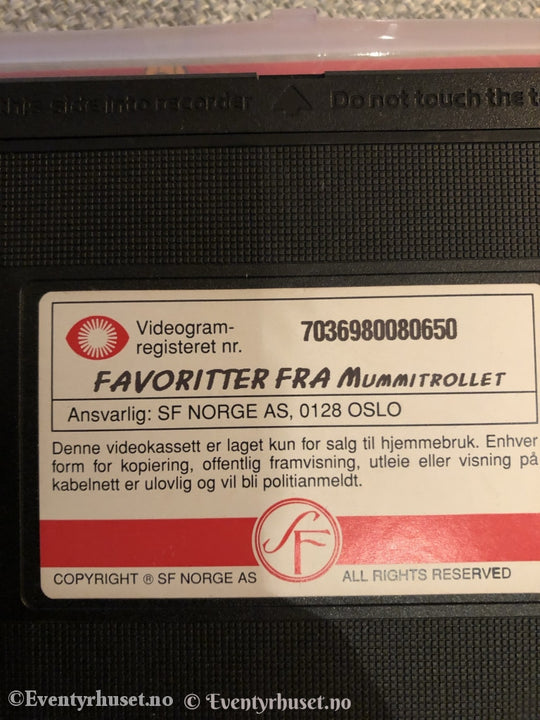 this side into recorder Do not touch the t
Videogram-
registeret nr.
7036980080650
FAVORITTER FRA MUMMITROLLET
Ansvarlig: SF NORGE AS, 0128 OSLO
Denne videokassett er laget kun for salg til hjemmebruk. Enhver
form for kopiering, offentlig framvisning, utleie eller visning på
kabelnett er ulovlig og vil bli politianmeldt.
SF
COPYRIGHT ® SF NORGE AS ALL RIGHTS RESERVED
©Eventyrhuset.no © Eventyrhuset.no